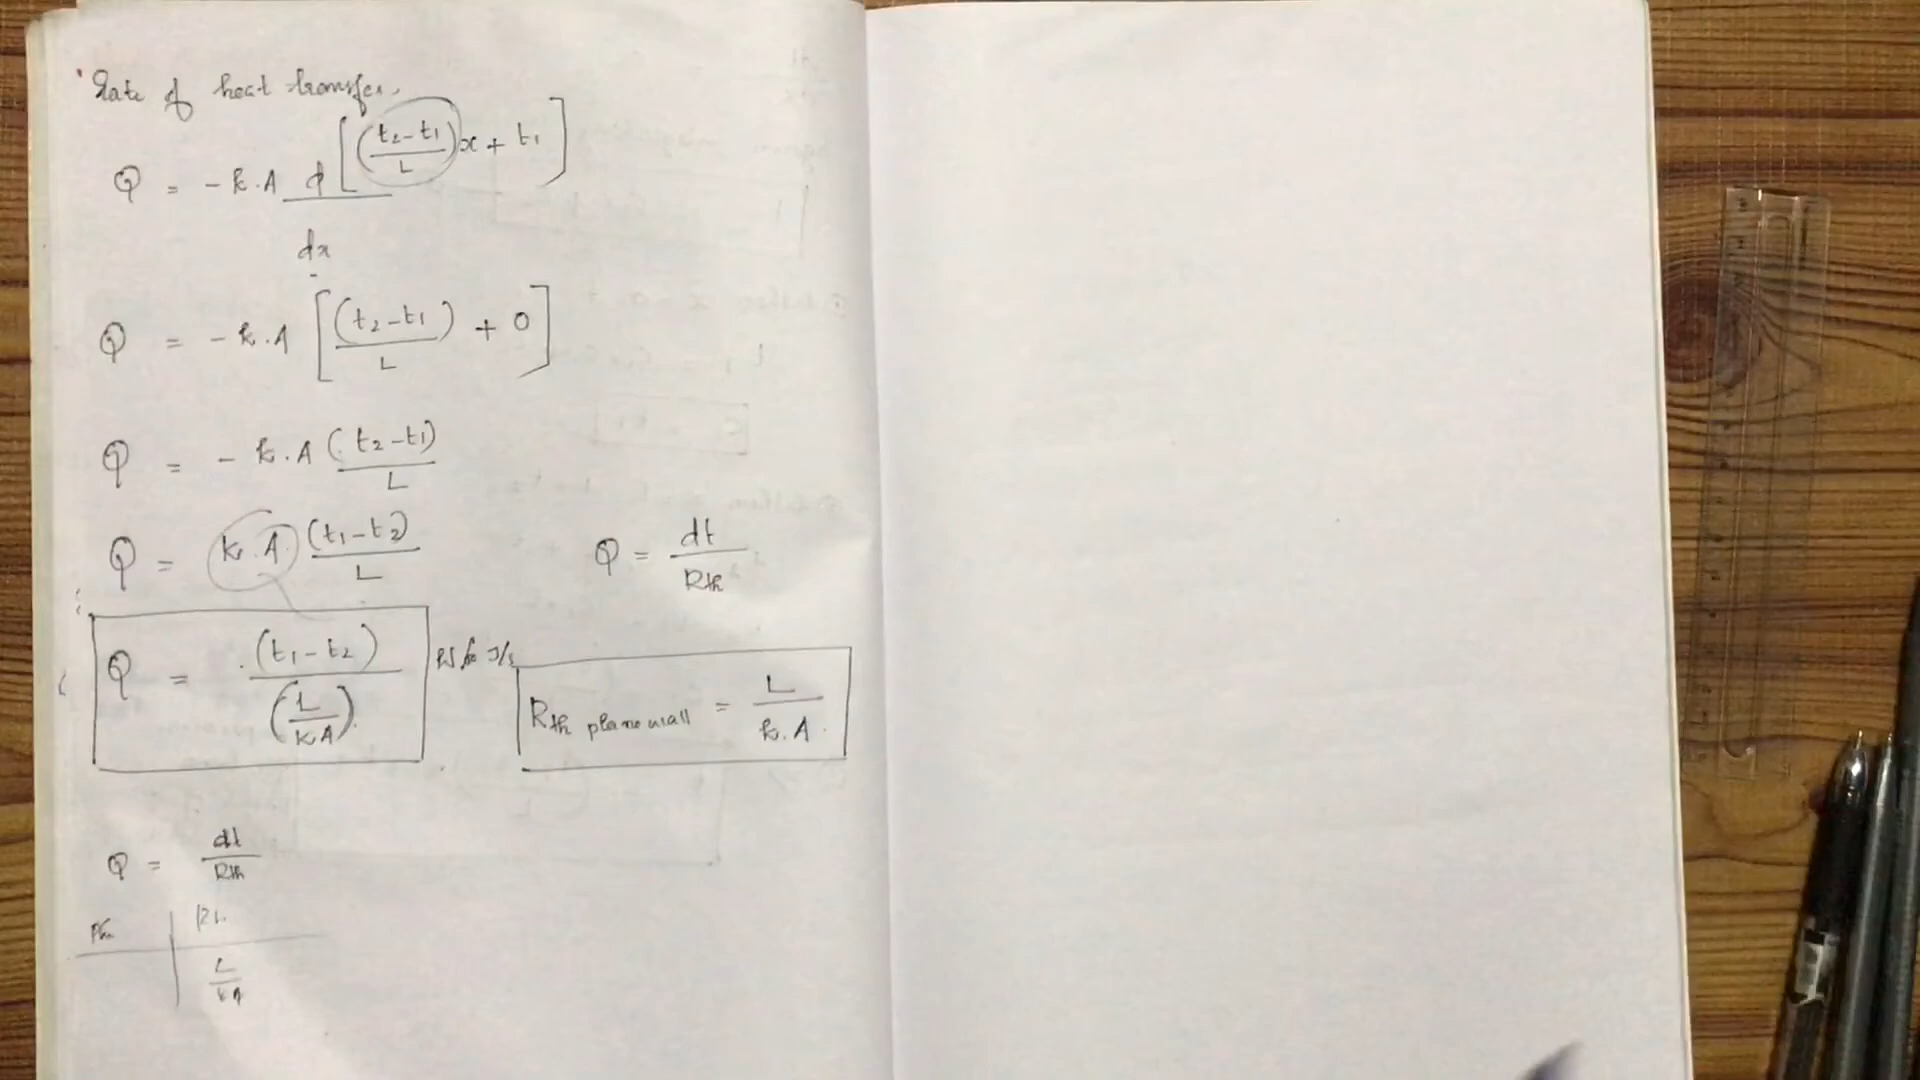 Rate of heat transfer.
Q = -k.A d/dx [((t2-t1)/L)x + t1]
Q = -k.A [(t2-t1)/L + 0]
Q = -k.A (t2-t1)/L
Q = k.A (t1-t2)/L
Q = dt/Rth
Q = (t1-t2)/(L/kA)
Rth plane wall = L/k.A
Q = dt/Rth
L/kA